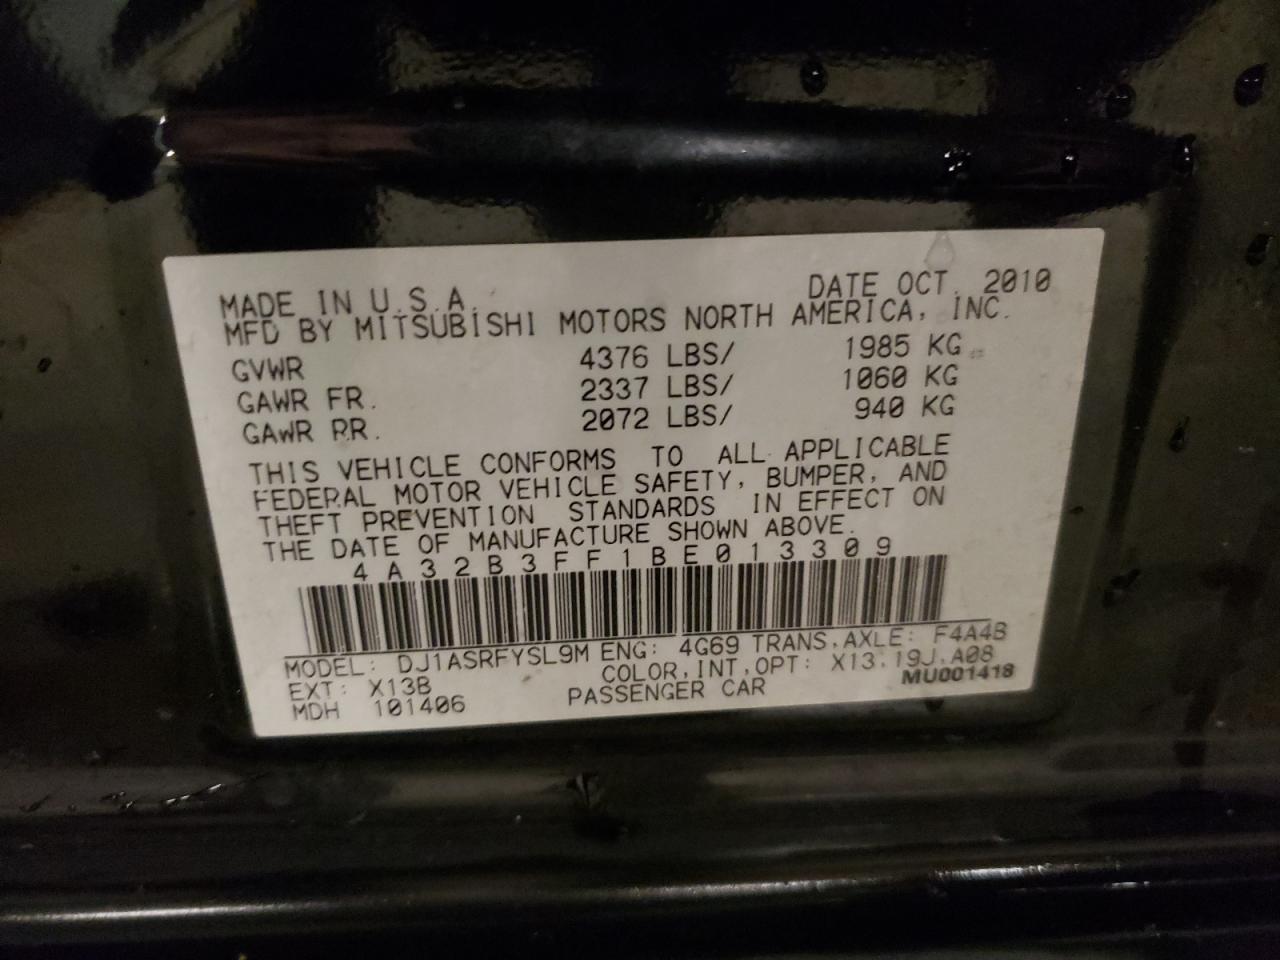 MADE IN U.S.A. DATE OCT. 2010
MFD BY MITSUBISHI MOTORS NORTH AMERICA, INC.
GVWR 4376 LBS/ 1985 KG
GAWR FR. 2337 LBS/ 1060 KG
GAWR RR. 2072 LBS/ 940 KG
THIS VEHICLE CONFORMS TO ALL APPLICABLE
FEDERAL MOTOR VEHICLE SAFETY, BUMPER, AND
THEFT PREVENTION STANDARDS IN EFFECT ON
THE DATE OF MANUFACTURE SHOWN ABOVE.
4A32B3FF1BE013309
MODEL: DJ1ASRFYSL9M ENG: 4G69 TRANS,AXLE: F4A4B
EXT: X13B COLOR,INT,OPT: X13.19J.A08
MDH 101406 PASSENGER CAR MU001418